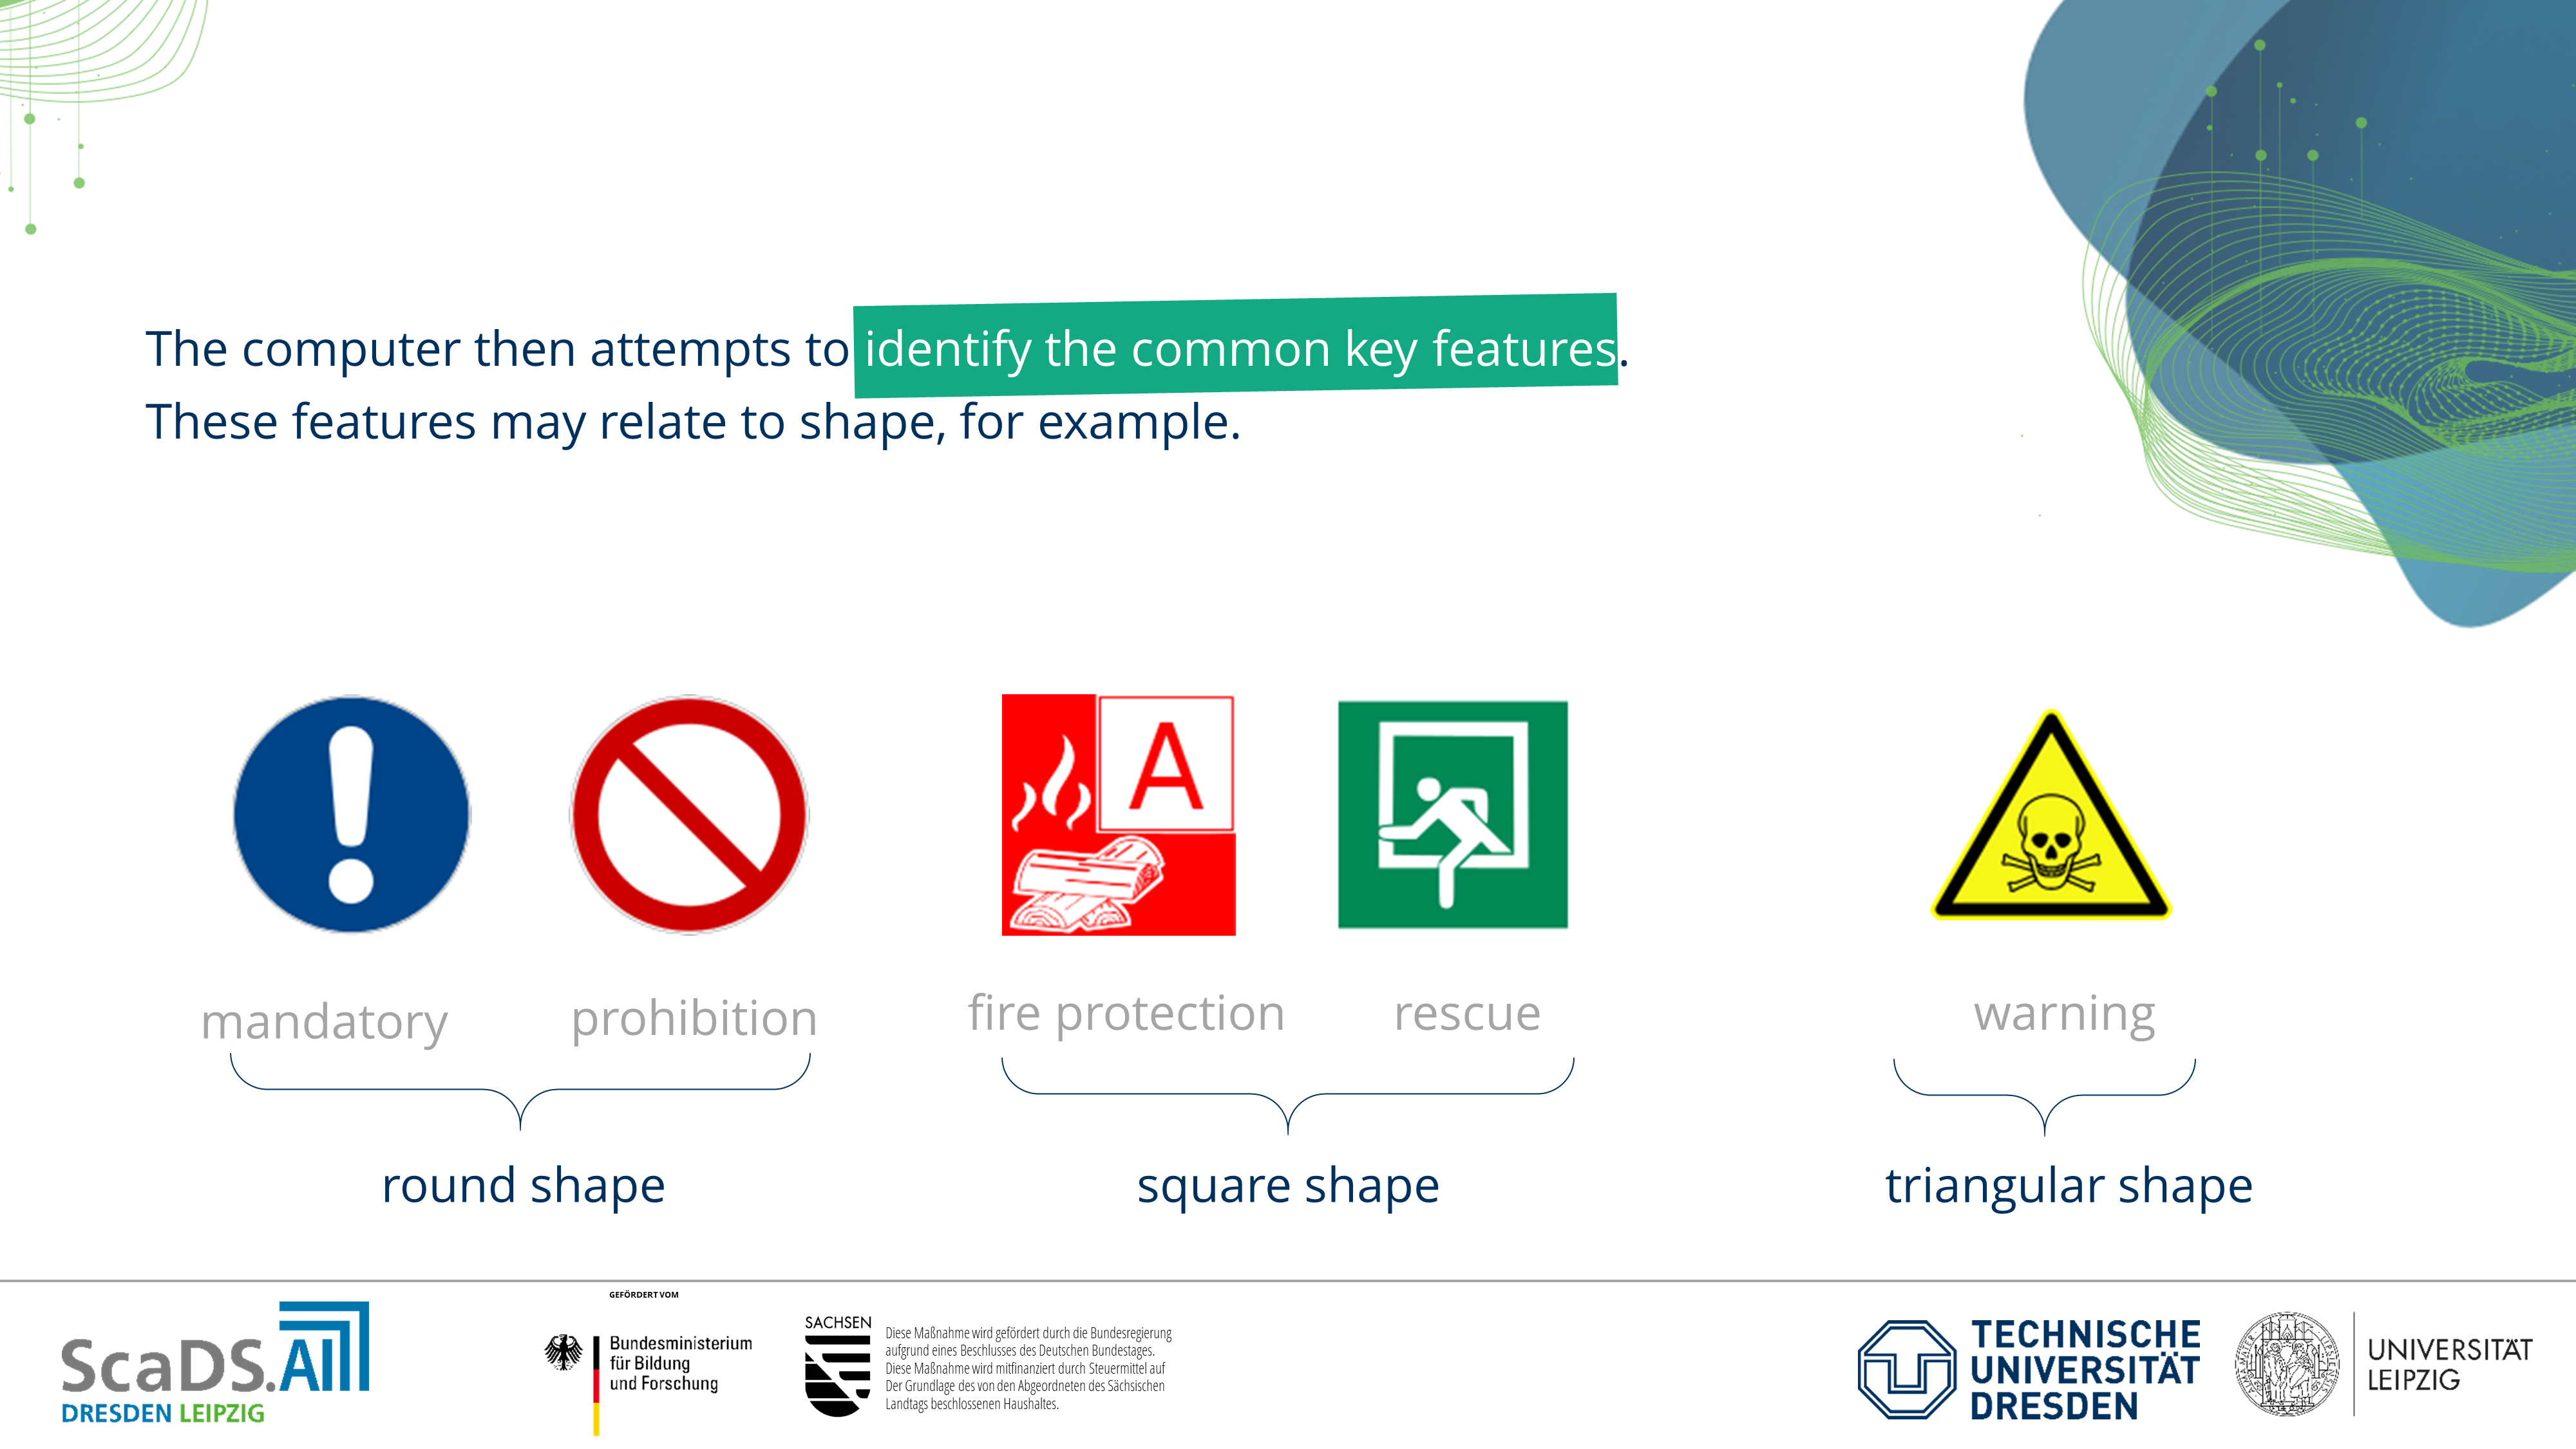 The computer then attempts to identify the common key features.
These features may relate to shape, for example.
A
mandatory
prohibition
fire protection
rescue
warning
round shape
square shape
triangular shape
ScaDS.AI
DRESDEN LEIPZIG
GEFÖRDERT VOM
Bundesministerium
für Bildung
und Forschung
SACHSEN
Diese Maßnahme wird gefördert durch die Bundesregierung
aufgrund eines Beschlusses des Deutschen Bundestages.
Diese Maßnahme wird mitfinanziert durch Steuermittel auf
Der Grundlage des von den Abgeordneten des Sächsischen
Landtags beschlossenen Haushaltes.
TECHNISCHE
UNIVERSITÄT
DRESDEN
UNIVERSITÄT
LEIPZIG